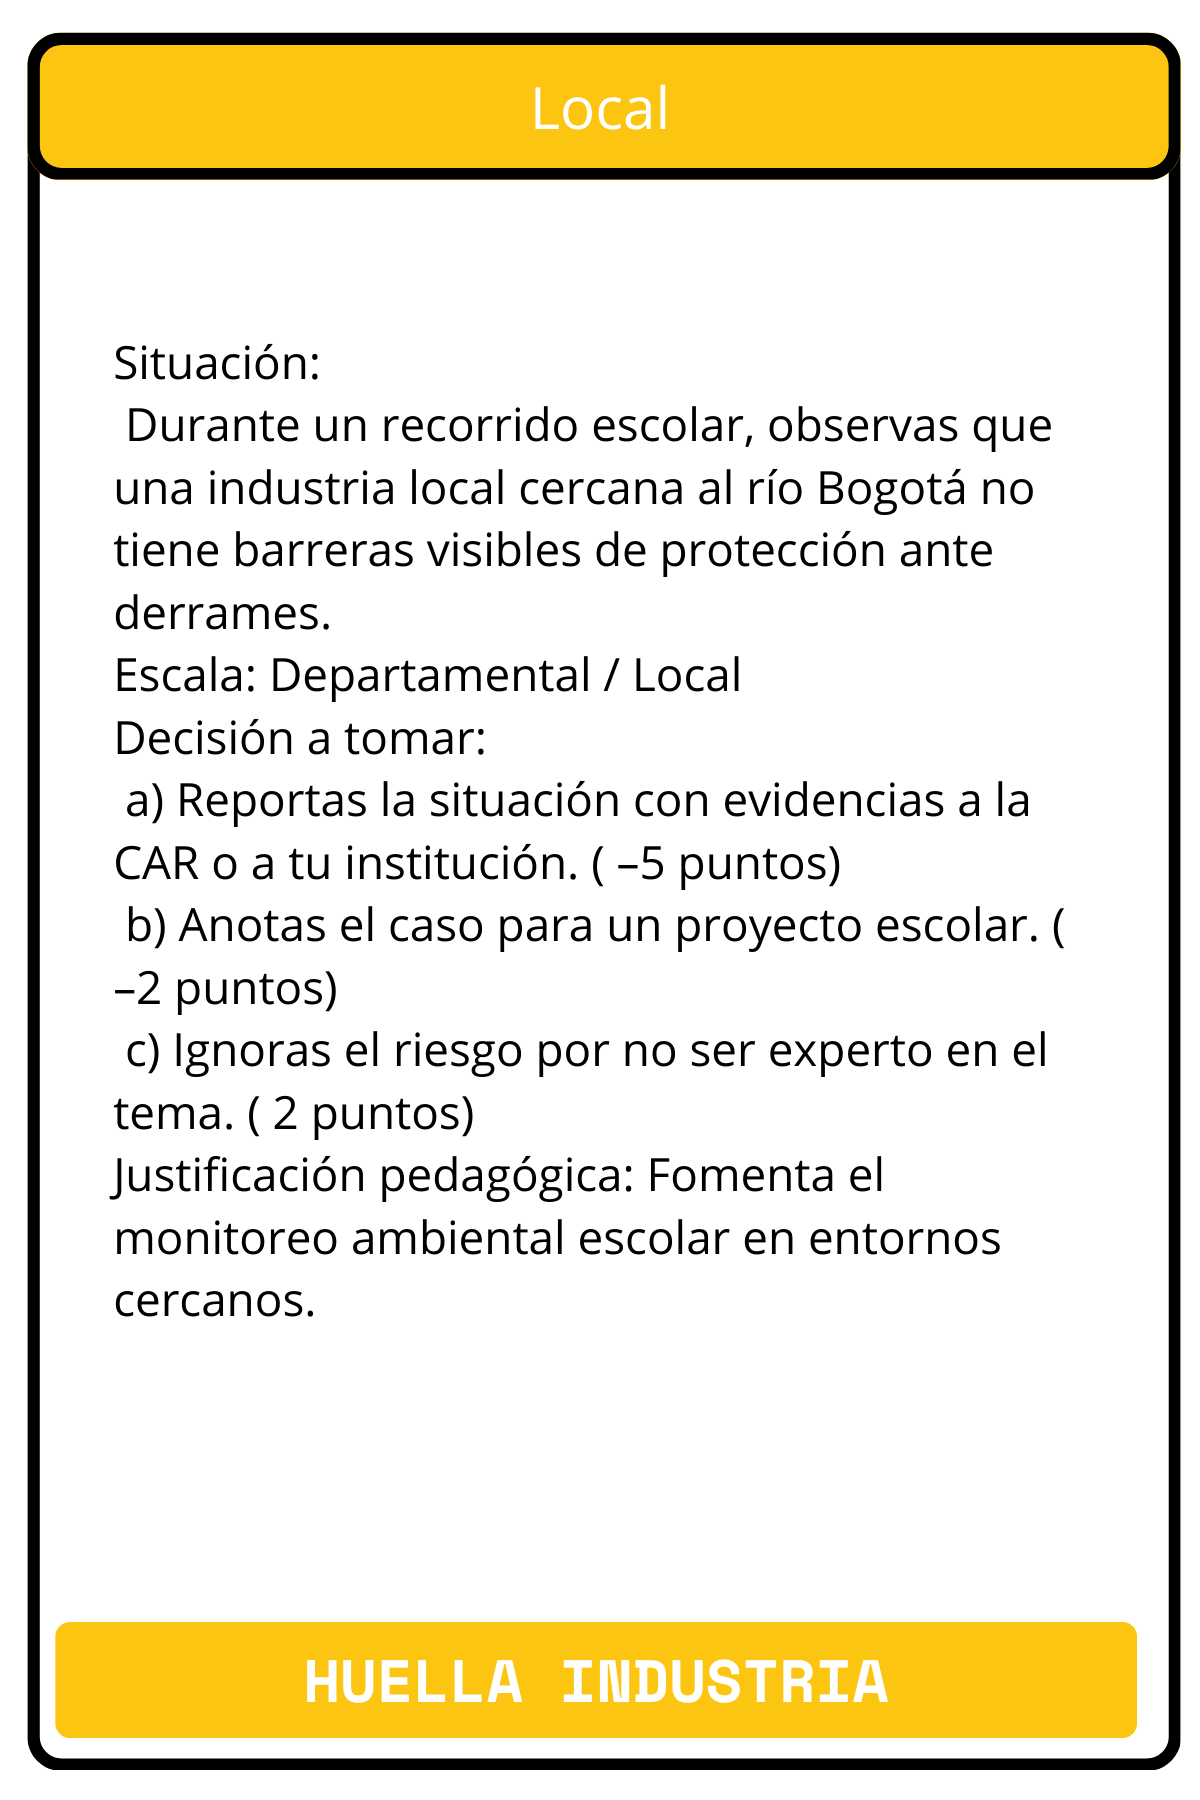 Local
Situación:
Durante un recorrido escolar, observas que
una industria local cercana al río Bogotá no
tiene barreras visibles de protección ante
derrames.
Escala: Departamental / Local
Decisión a tomar:
a) Reportas la situación con evidencias a la
CAR o a tu institución. ( –5 puntos)
b) Anotas el caso para un proyecto escolar. (
–2 puntos)
c) Ignoras el riesgo por no ser experto en el
tema. ( 2 puntos)
Justificación pedagógica: Fomenta el
monitoreo ambiental escolar en entornos
cercanos.
HUELLA INDUSTRIA